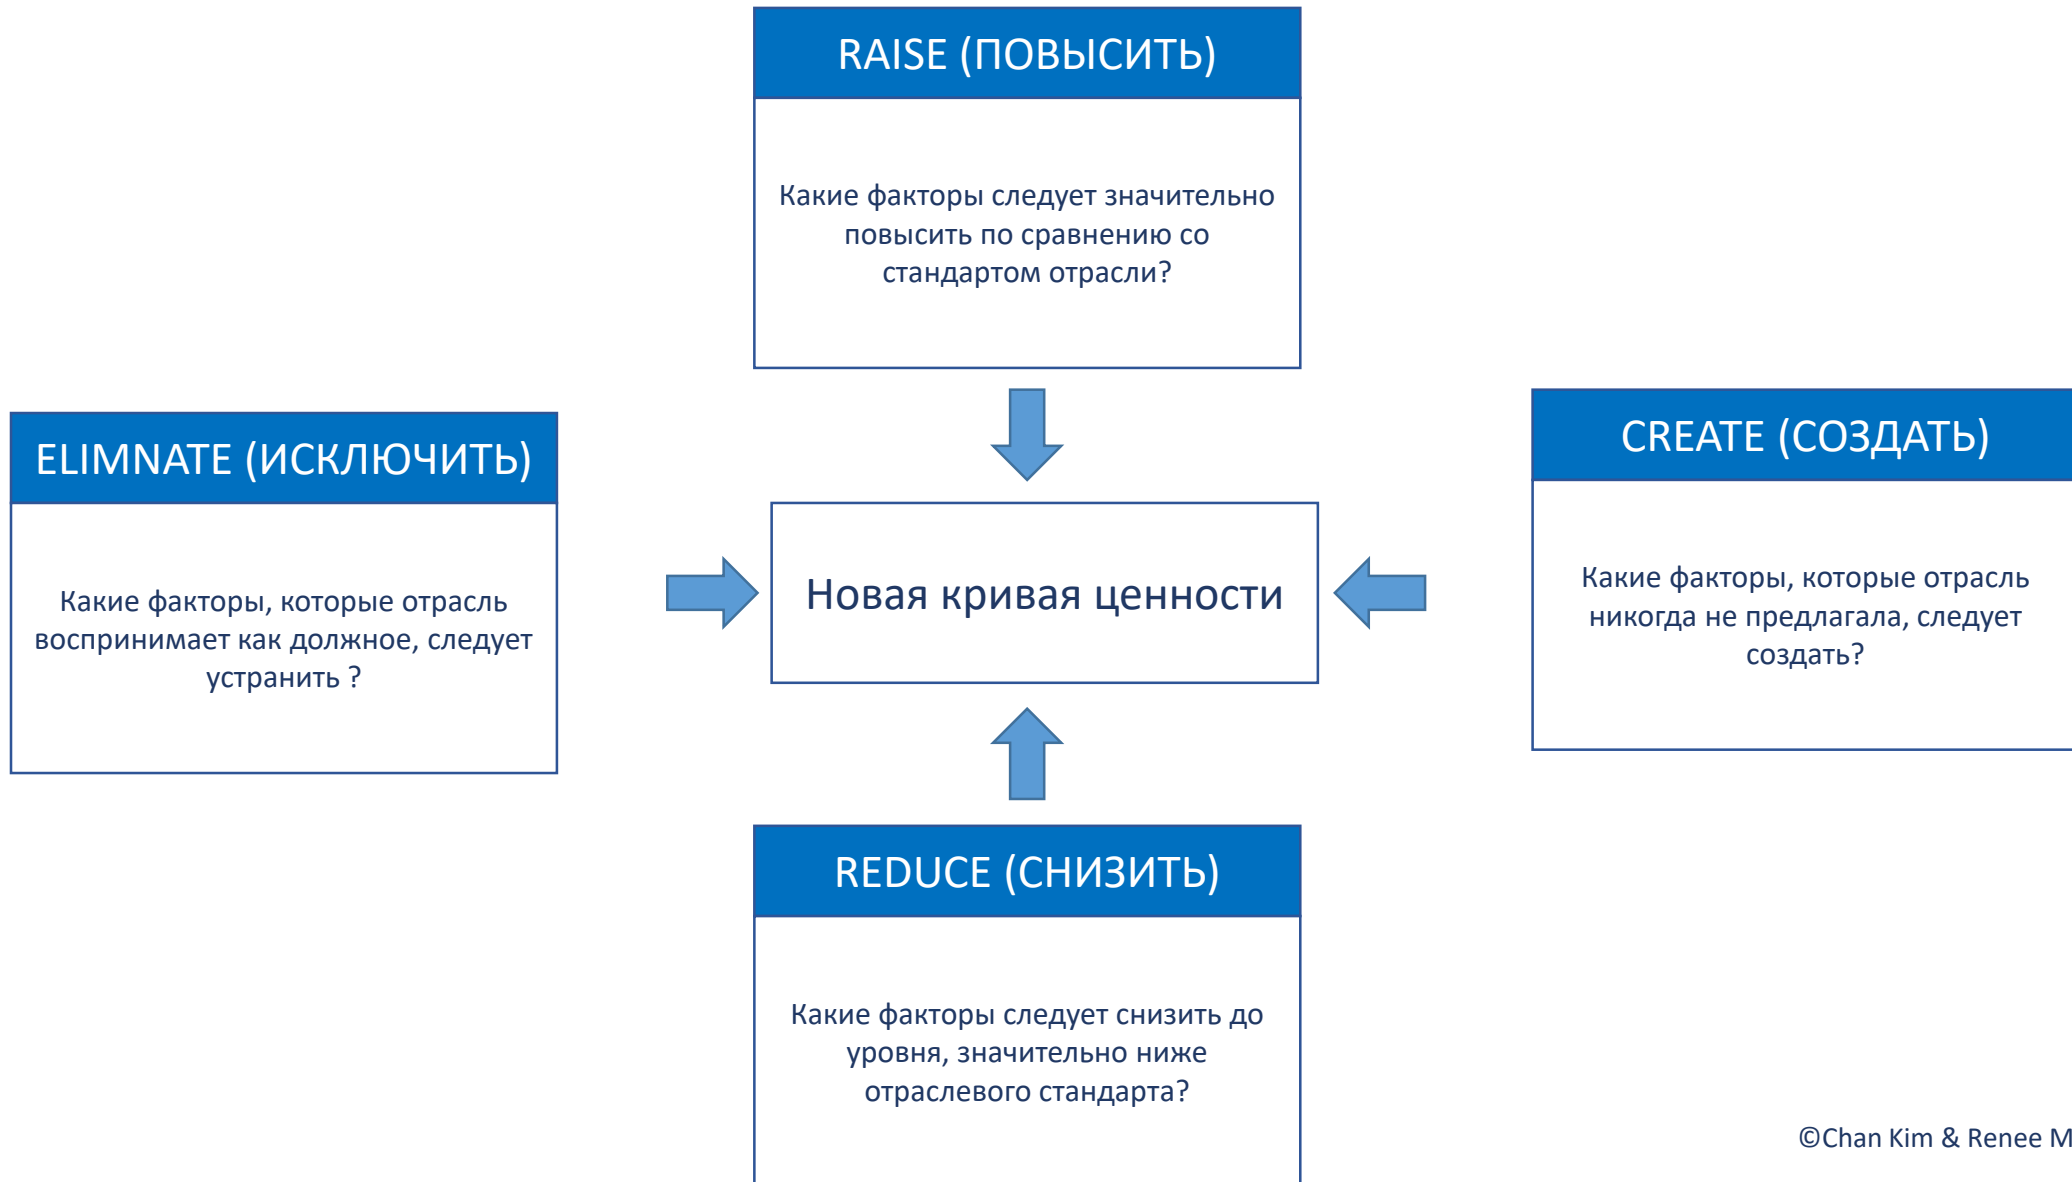 RAISE (ПОВЫСИТЬ)
Какие факторы следует значительно
повысить по сравнению со
стандартом отрасли?
ELIMNATE (ИСКЛЮЧИТЬ)
Какие факторы, которые отрасль
воспринимает как должное, следует
устранить ?
Новая кривая ценности
CREATE (СОЗДАТЬ)
Какие факторы, которые отрасль
никогда не предлагала, следует
создать?
REDUCE (СНИЗИТЬ)
Какие факторы следует снизить до
уровня, значительно ниже
отраслевого стандарта?
©Chan Kim & Renee M